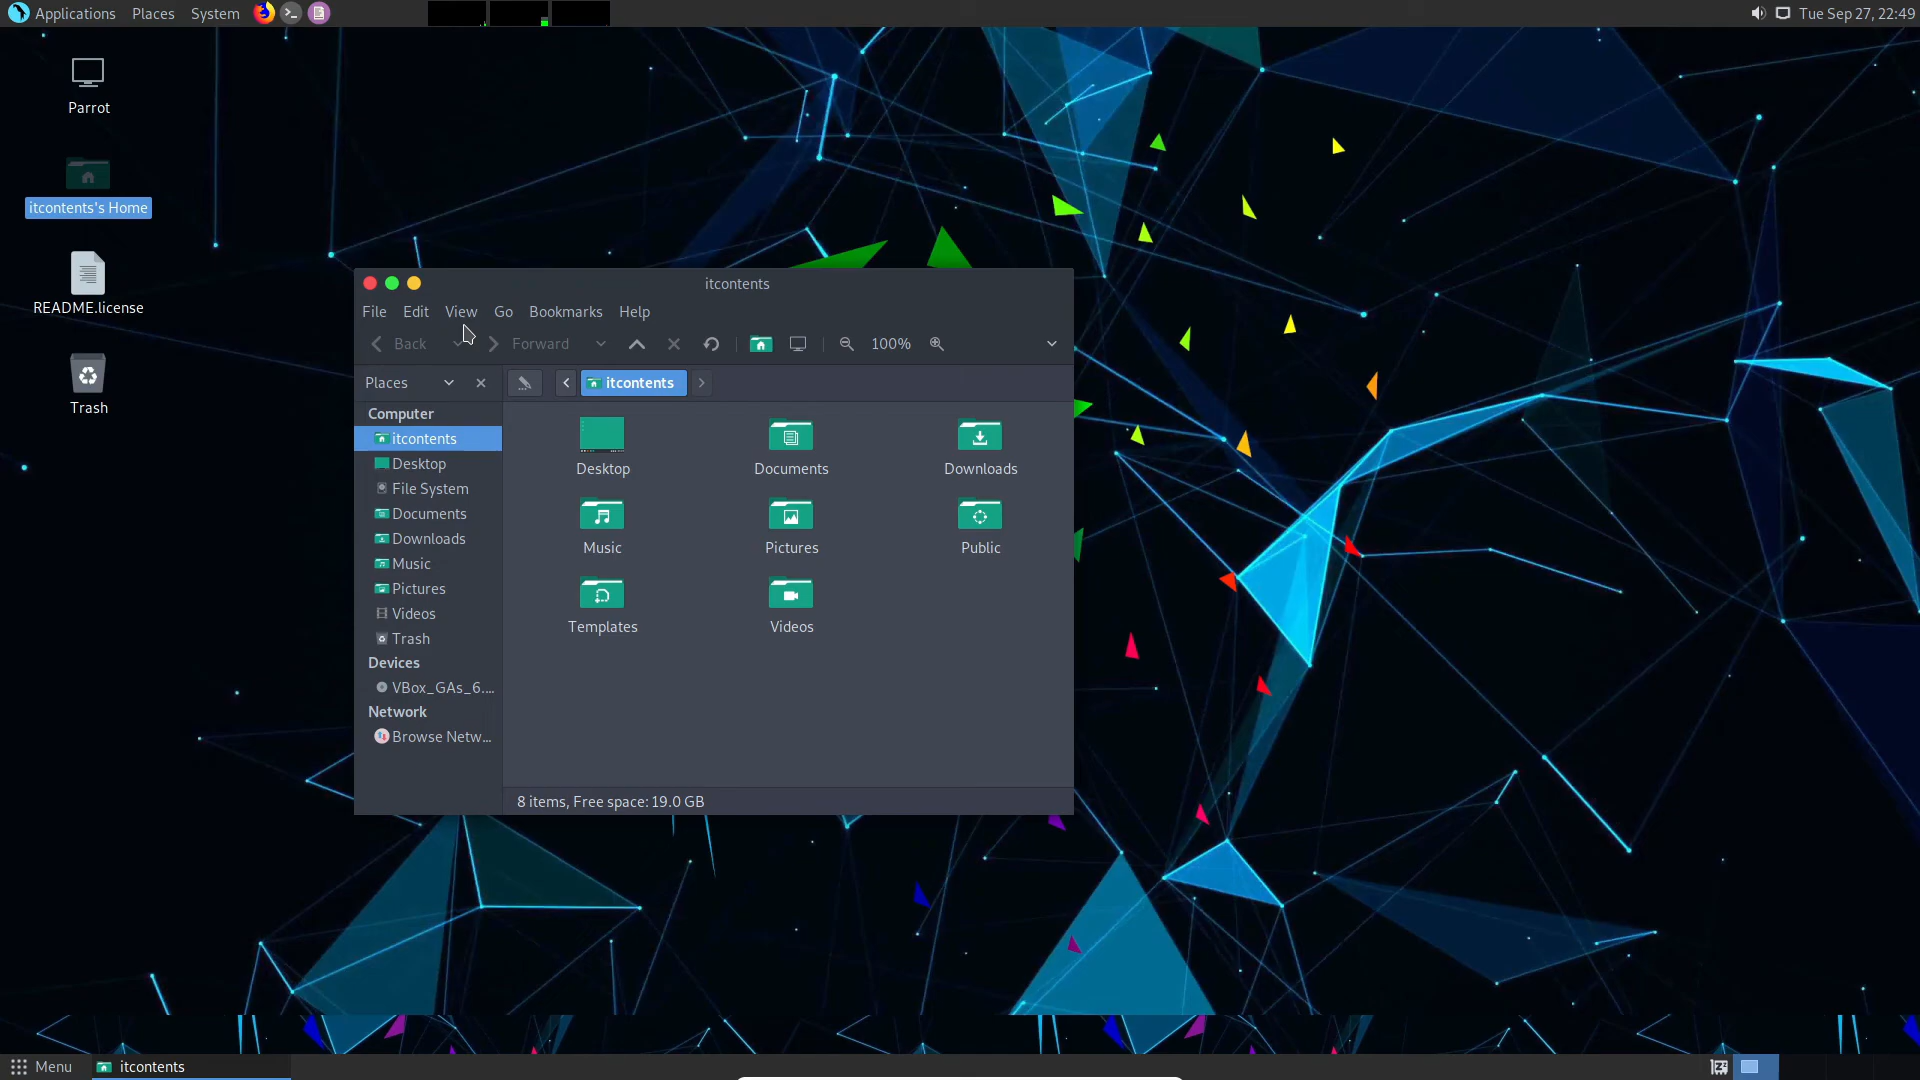 Applications Places System
Tue Sep 27, 22:49
Parrot
itcontents's Home
README.license
Trash
itcontents
File Edit View Go Bookmarks Help
Back Forward 100%
Places
itcontents
Computer
itcontents
Desktop
File System
Documents
Downloads
Music
Pictures
Videos
Trash
Devices
VBox_GAs_6....
Network
Browse Netw...
Desktop Documents Downloads
Music Pictures Public
Templates Videos
8 items, Free space: 19.0 GB
Menu itcontents